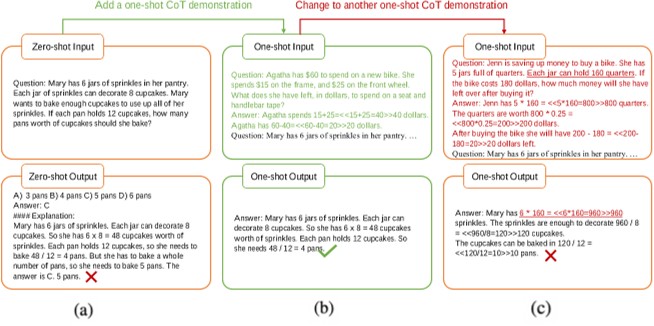 Add a one-shot CoT demonstration
Change to another one-shot CoT demonstration
Zero-shot Input
Question: Mary has 6 jars of sprinkles in her pantry.
Each jar of sprinkles can decorate 8 cupcakes. Mary
wants to bake enough cupcakes to use up all of her
sprinkles. If each pan holds 12 cupcakes, how many
pans worth of cupcakes should she bake?
Zero-shot Output
A) 3 pans B) 4 pans C) 5 pans D) 6 pans
Answer: C
#### Explanation:
Mary has 6 jars of sprinkles. Each jar can decorate 8
cupcakes. So she has 6 x 8 = 48 cupcakes worth of
sprinkles. Each pan holds 12 cupcakes, so she needs to
bake 48 / 12 = 4 pans. But she has to bake a whole
number of pans, so she needs to bake 5 pans. The
answer is C. 5 pans.
(a)
One-shot Input
Question: Agatha has $60 to spend on a new bike. She
spends $15 on the frame, and $25 on the front wheel.
What does she have left, in dollars, to spend on a seat and
handlebar tape?
Answer: Agatha spends 15+25=<<15+25=40>>40 dollars.
Agatha has 60-40=<<60-40=20>>20 dollars.
Question: Mary has 6 jars of sprinkles in her pantry. …
One-shot Output
Answer: Mary has 6 jars of sprinkles. Each jar can
decorate 8 cupcakes. So she has 6 x 8 = 48 cupcakes
worth of sprinkles. Each pan holds 12 cupcakes. So
she needs 48 / 12 = 4 pans.
(b)
One-shot Input
Question: Jenn is saving up money to buy a bike. She has
5 jars full of quarters. Each jar can hold 160 quarters. If
the bike costs 180 dollars, how much money will she have
left over after buying it?
Answer: Jenn has 5 * 160 = <<5*160=800>>800 quarters.
The quarters are worth 800 * 0.25 =
<<800*0.25=200>>200 dollars.
After buying the bike she will have 200 - 180 = <<200-
180=20>>20 dollars left.
Question: Mary has 6 jars of sprinkles in her pantry. …
One-shot Output
Answer: Mary has 6 * 160 = <<6*160=960>>960
sprinkles. The sprinkles are enough to decorate 960 / 8
= <<960/8=120>>120 cupcakes.
The cupcakes can be baked in 120 / 12 =
<<120/12=10>>10 pans.
(c)